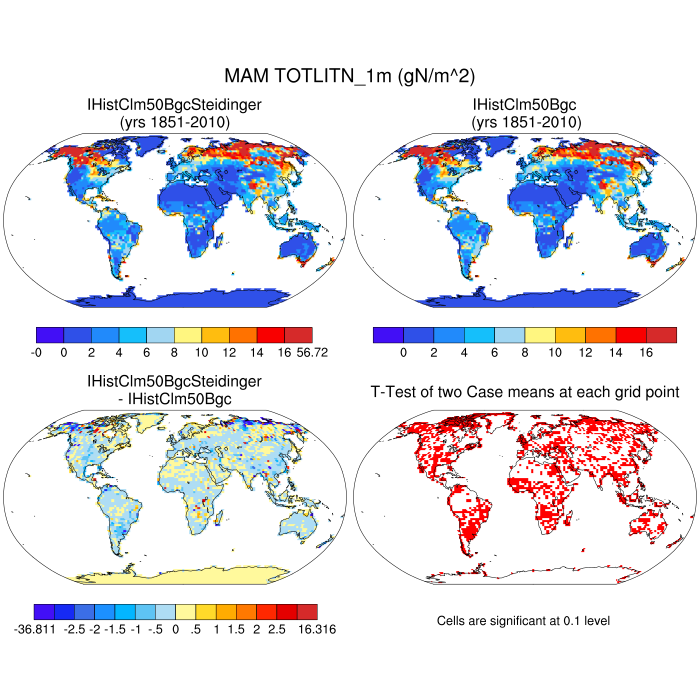 MAM TOTLITN_1m (gN/m^2)
IHistClm50BgcSteidinger
(yrs 1851-2010)
IHistClm50Bgc
(yrs 1851-2010)
-0 0 2 4 6 8 10 12 14 16 56.72
0 2 4 6 8 10 12 14 16
IHistClm50BgcSteidinger
- IHistClm50Bgc
T-Test of two Case means at each grid point
-36.811 -2.5 -2 -1.5 -1 -.5 0 .5 1 1.5 2 2.5 16.316
Cells are significant at 0.1 level